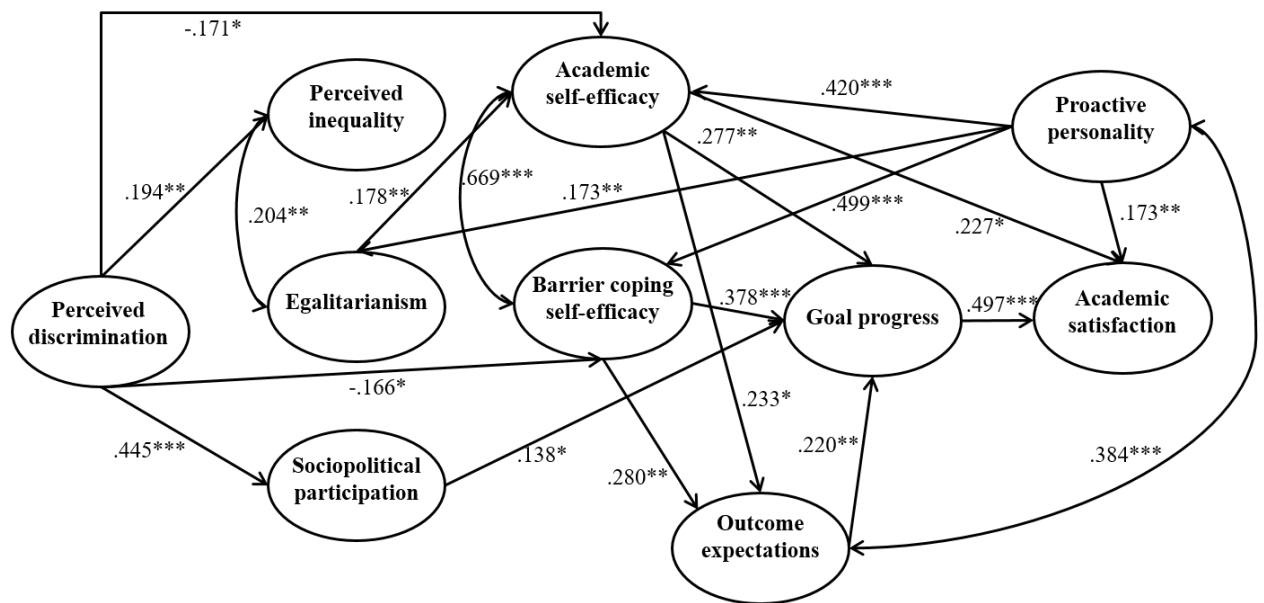 -.171*
Academic
self-efficacy
Perceived
inequality
.420***
Proactive
personality
.277**
.194**
.178**
.669***
.173**
.499***
.173**
.204**
.227*
Perceived
discrimination
Egalitarianism
Barrier coping
self-efficacy
.378***
Goal progress
.497***
Academic
satisfaction
-.166*
.233*
.445***
Sociopolitical
participation
.138*
.280**
.220**
.384***
Outcome
expectations